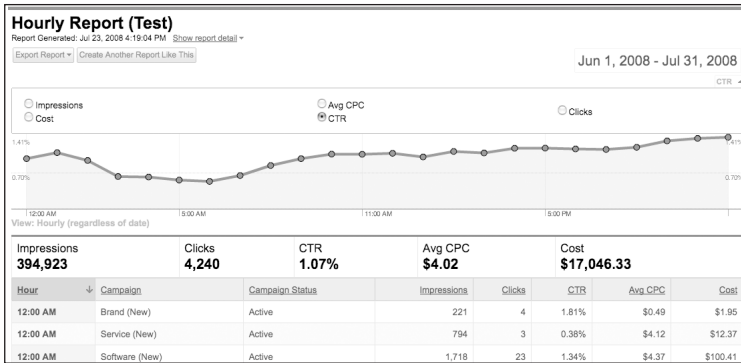 Hourly Report (Test)
Report Generated: Jul 23, 2008 4:19:04 PM Show report detail
Export Report Create Another Report Like This
Jun 1, 2008 - Jul 31, 2008
CTR
Impressions Avg CPC Clicks
Cost CTR
1.41% 1.41%
0.70% 0.70%
12:00 AM 5:00 AM 11:00 AM 5:00 PM
View: Hourly (regardless of date)
Impressions Clicks CTR Avg CPC Cost
394,923 4,240 1.07% $4.02 $17,046.33
Hour Campaign Campaign Status Impressions Clicks CTR Avg CPC Cost
12:00 AM Brand (New) Active 221 4 1.81% $0.49 $1.95
12:00 AM Service (New) Active 794 3 0.38% $4.12 $12.37
12:00 AM Software (New) Active 1,718 23 1.34% $4.37 $100.41